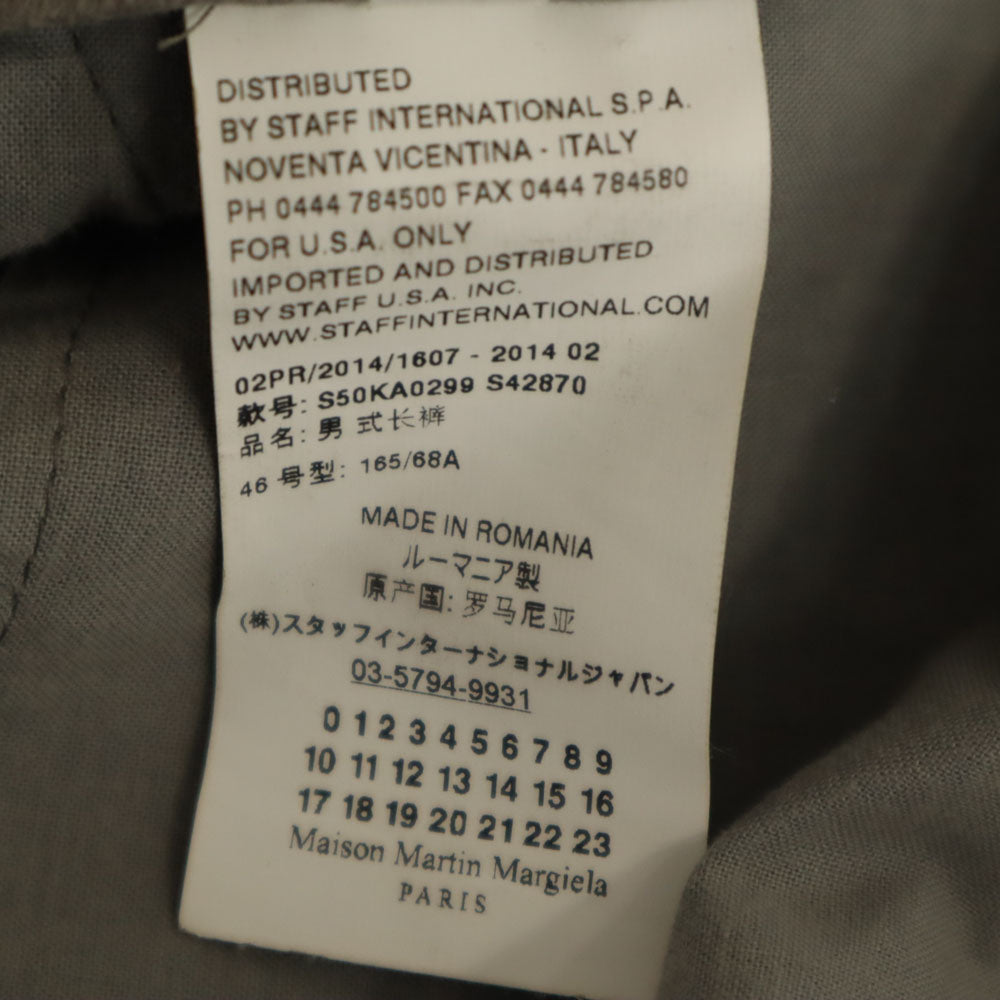 DISTRIBUTED
BY STAFF INTERNATIONAL S.P.A.
NOVENTA VICENTINA - ITALY
PH 0444 784500 FAX 0444 784580
FOR U.S.A. ONLY
IMPORTED AND DISTRIBUTED
BY STAFF U.S.A. INC.
WWW.STAFFINTERNATIONAL.COM
02PR/2014/1607 - 2014 02
款号: S50KA0299 S42870
品名: 男 式长裤
46 号型: 165/68A
MADE IN ROMANIA
ルーマニア製
原产国: 罗马尼亚
(株)スタッフインターナショナルジャパン
03-5794-9931
0 1 2 3 4 5 6 7 8 9
10 11 12 13 14 15 16
17 18 19 20 21 22 23
Maison Martin Margiela
PARIS